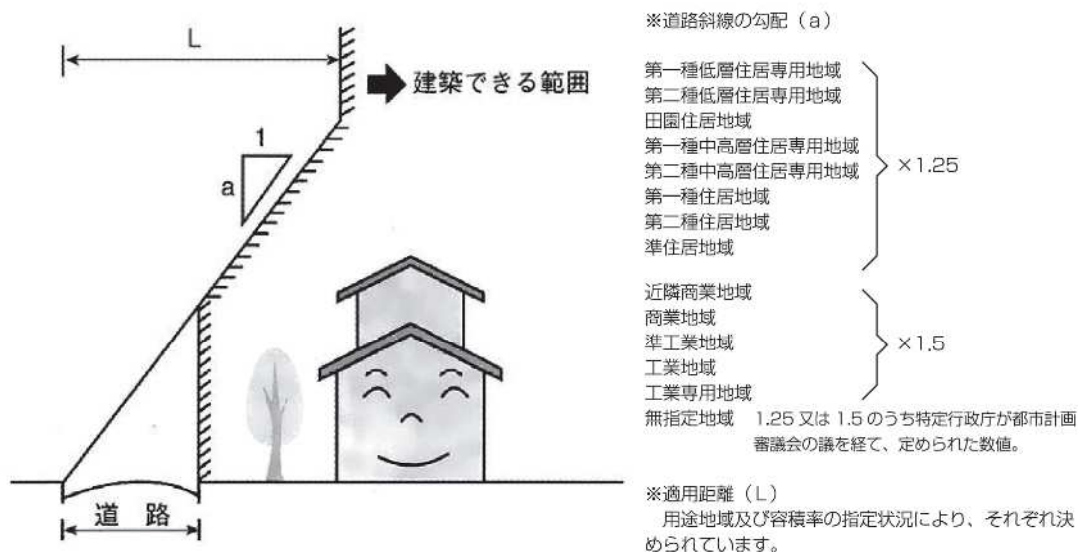 L
建築できる範囲
1
a
道 路
※道路斜線の勾配（a）
第一種低層住居専用地域
第二種低層住居専用地域
田園住居地域
第一種中高層住居専用地域
第二種中高層住居専用地域
第一種住居地域
第二種住居地域
準住居地域
×1.25
近隣商業地域
商業地域
準工業地域
工業地域
工業専用地域
×1.5
無指定地域　1.25 又は 1.5 のうち特定行政庁が都市計画
審議会の議を経て、定められた数値。
※適用距離（L）
　用途地域及び容積率の指定状況により、それぞれ決
められています。